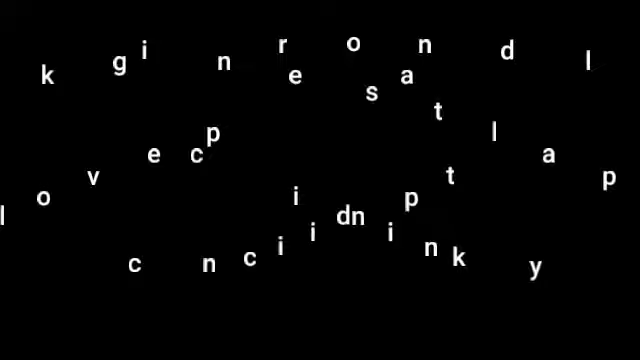 k g i n r o n d l
e s a
t
p l
e c a
v t p
o i p
l dn
i i
c n c i n k y